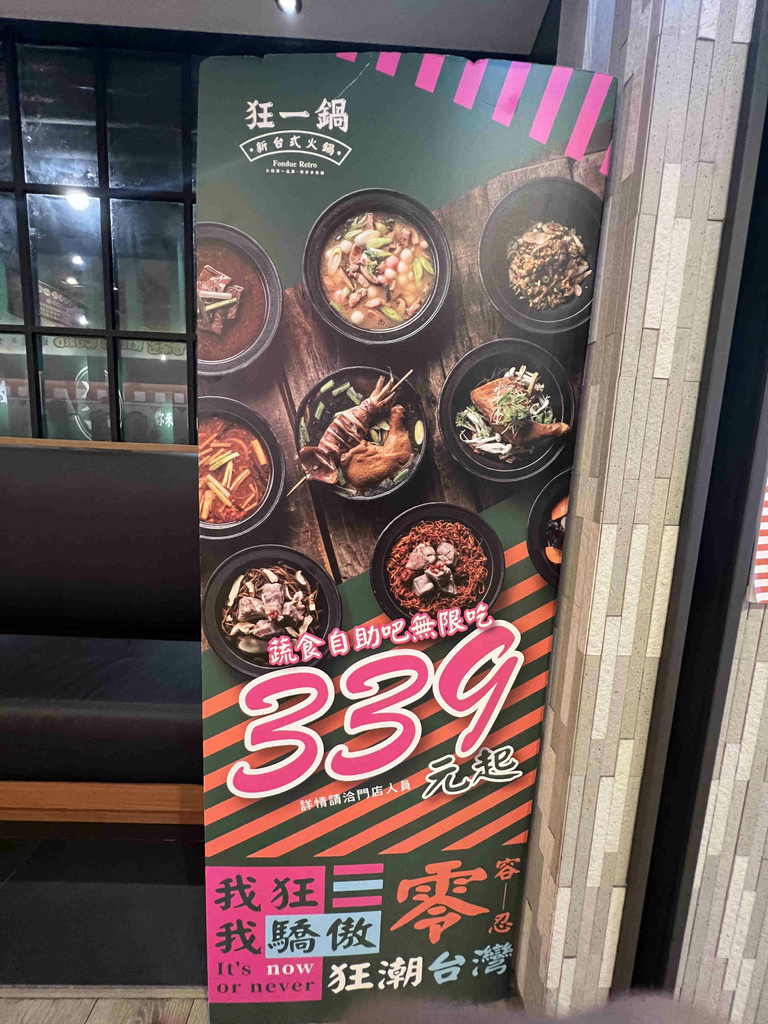 狂一鍋
新台式火鍋
Fondue Retro
蔬食自助吧無限吃
339
元起
詳情請洽門店人員
我狂
我驕傲
It's now
or never
零
容忍
狂潮台灣
你來